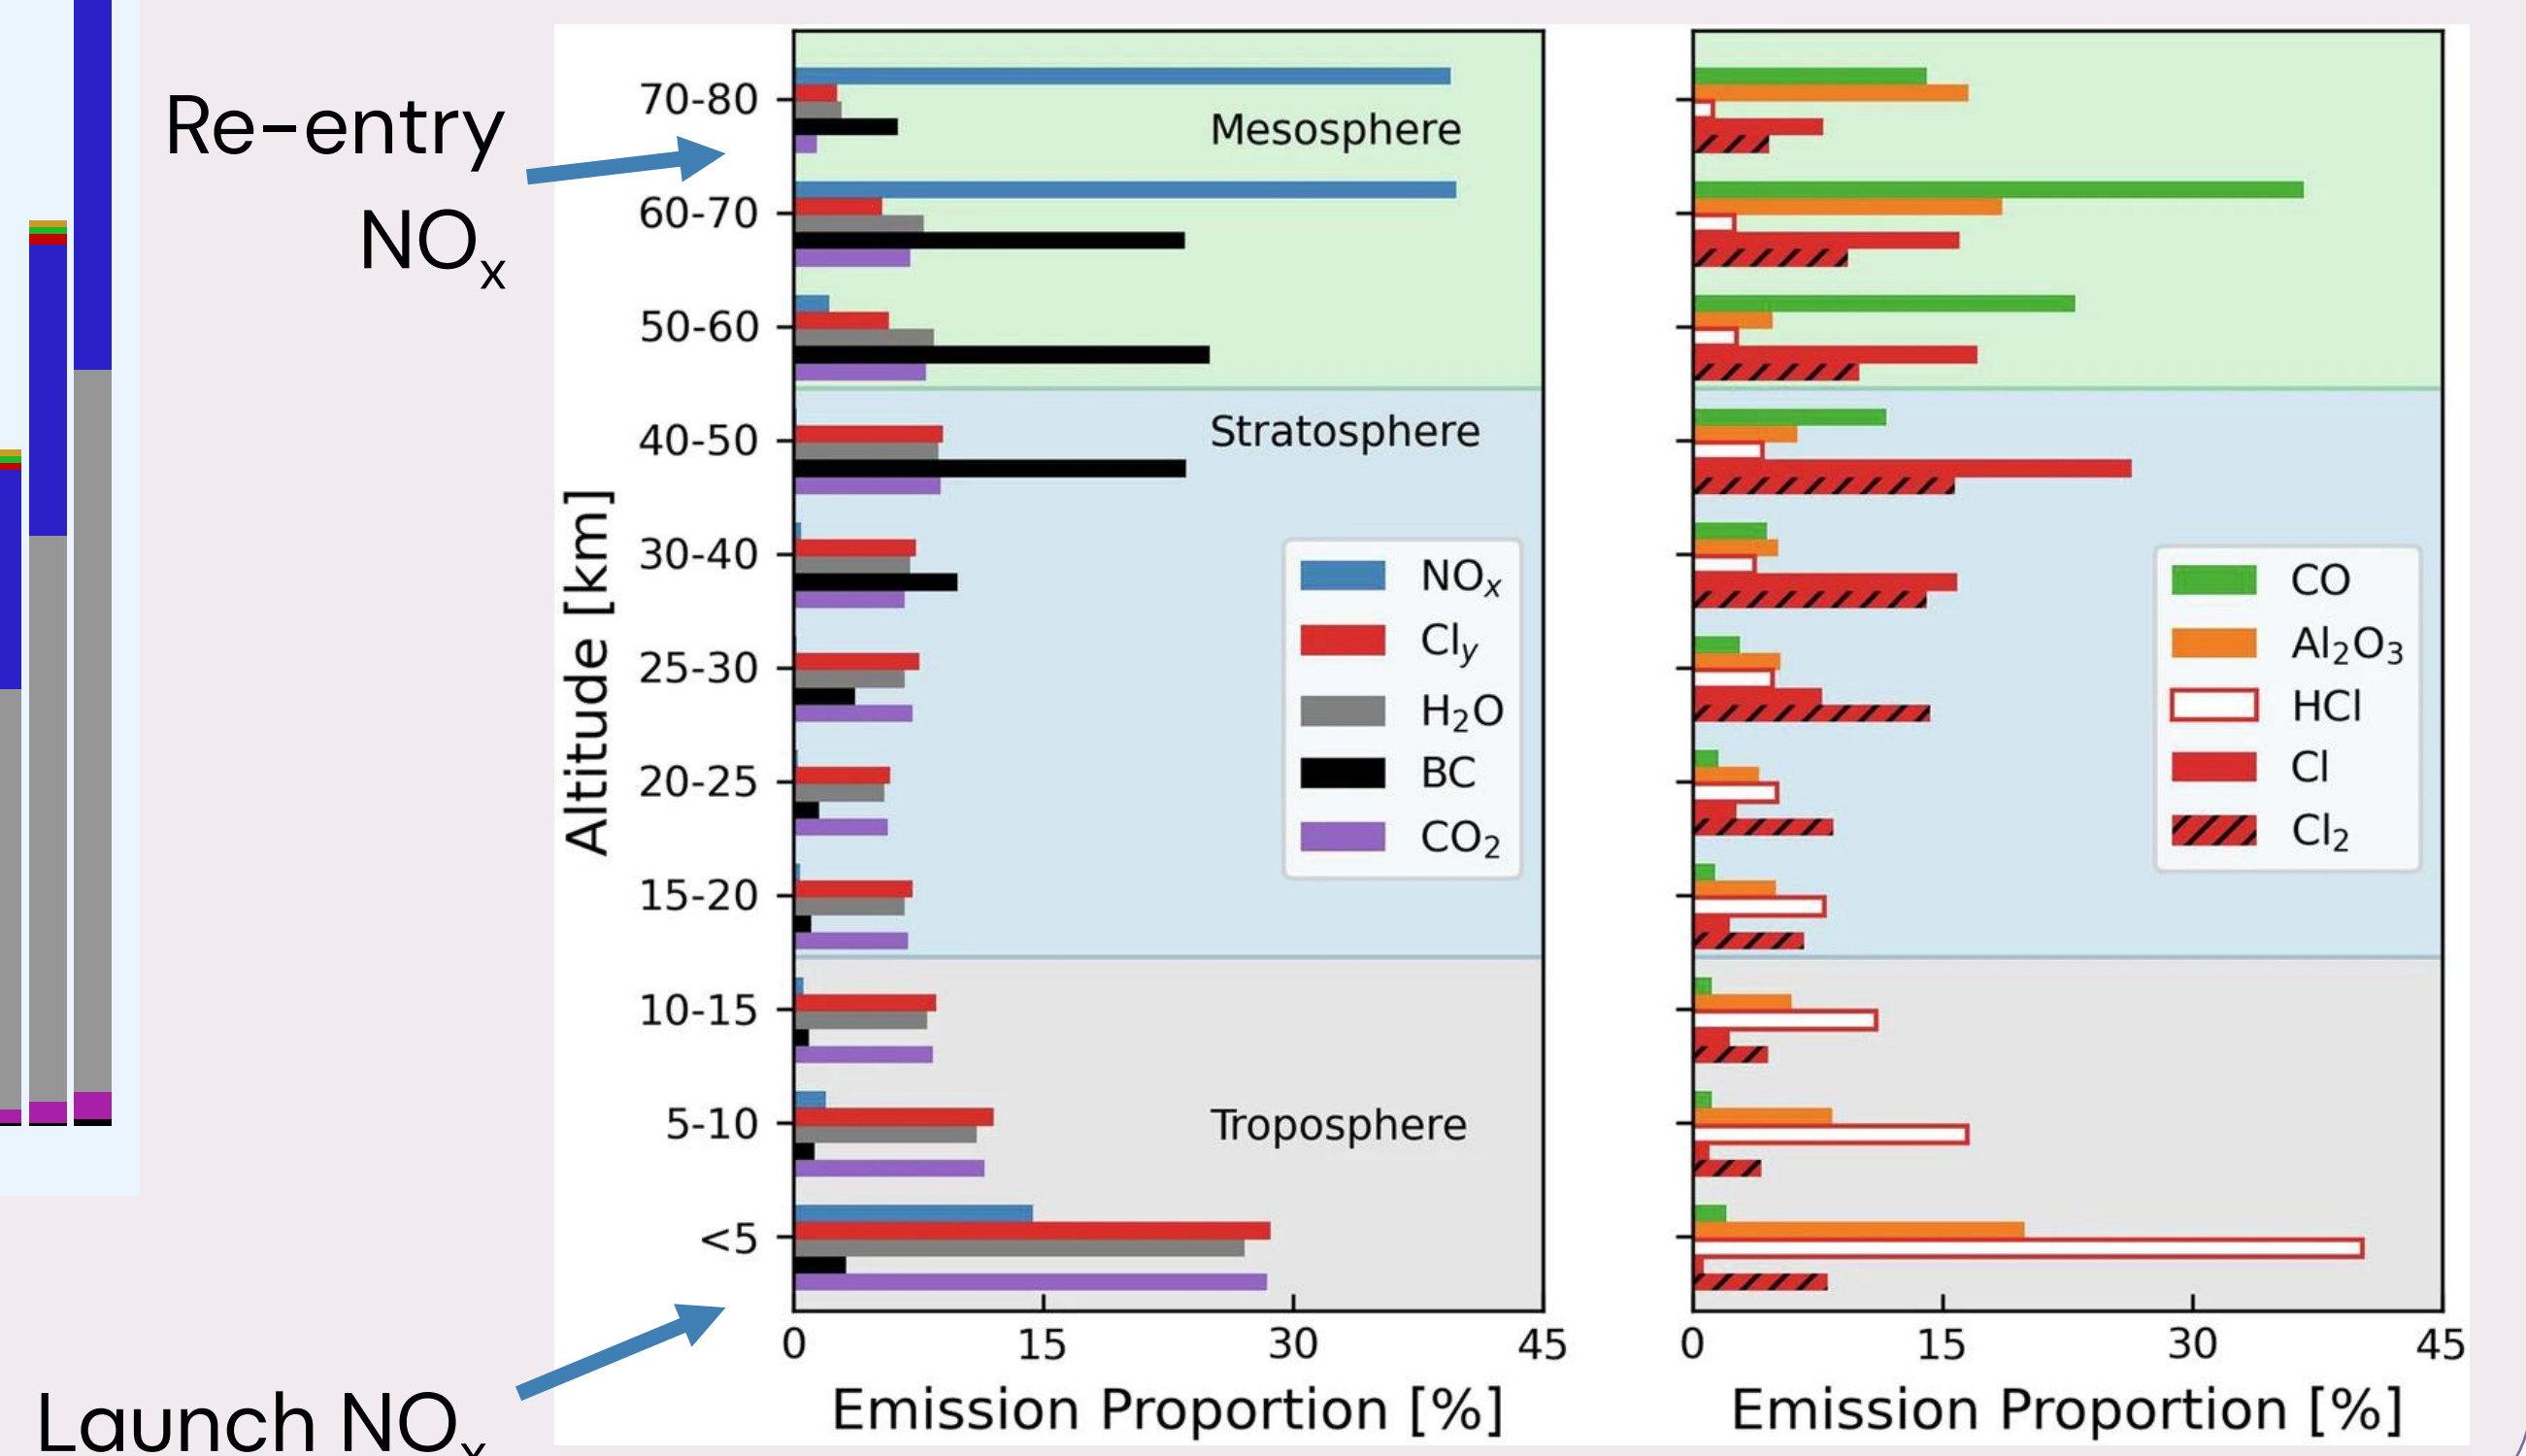 Re-entry
NOₓ
Launch NOₓ
Altitude [km]
70-80
60-70
50-60
40-50
30-40
25-30
20-25
15-20
10-15
5-10
<5
Mesosphere
Stratosphere
Troposphere
NOₓ
Cl_y
H₂O
BC
CO₂
0 15 30 45
Emission Proportion [%]
CO
Al₂O₃
HCl
Cl
Cl₂
0 15 30 45
Emission Proportion [%]